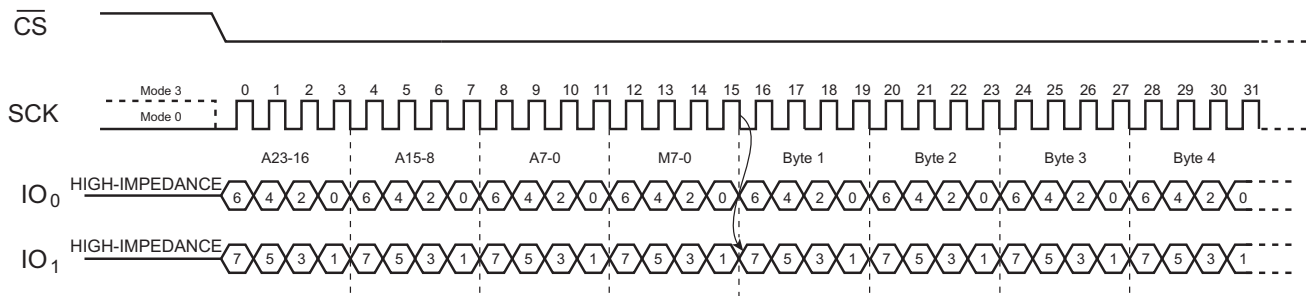 CS
Mode 3
SCK
Mode 0
0 1 2 3 4 5 6 7 8 9 10 11 12 13 14 15 16 17 18 19 20 21 22 23 24 25 26 27 28 29 30 31
A23-16 A15-8 A7-0 M7-0 Byte 1 Byte 2 Byte 3 Byte 4
IO0 HIGH-IMPEDANCE 6 4 2 0 6 4 2 0 6 4 2 0 6 4 2 0 6 4 2 0 6 4 2 0 6 4 2 0 6 4 2 0
IO1 HIGH-IMPEDANCE 7 5 3 1 7 5 3 1 7 5 3 1 7 5 3 1 7 5 3 1 7 5 3 1 7 5 3 1 7 5 3 1